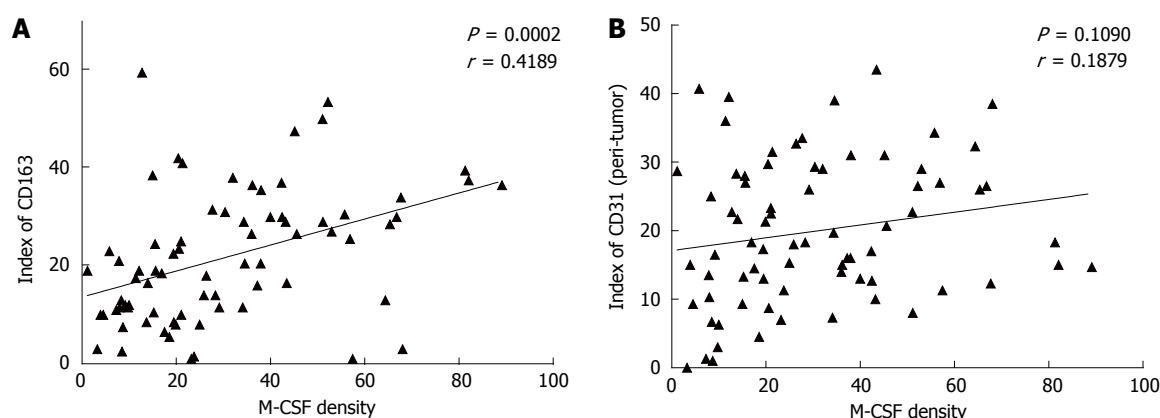 A
P = 0.0002
r = 0.4189
60
40
20
0
Index of CD163
0 20 40 60 80 100
M-CSF density
B
P = 0.1090
r = 0.1879
50
40
30
20
10
0
Index of CD31 (peri-tumor)
0 20 40 60 80 100
M-CSF density